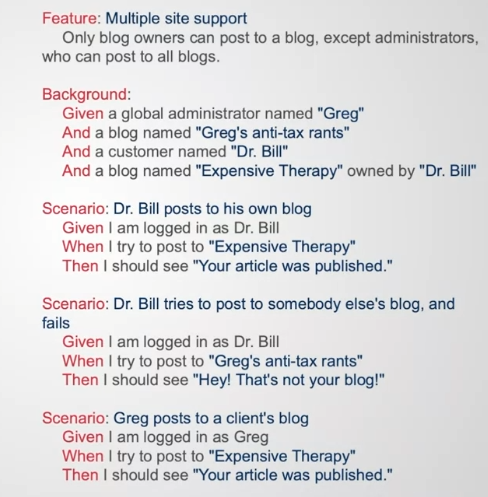 Feature: Multiple site support
Only blog owners can post to a blog, except administrators,
who can post to all blogs.
Background:
Given a global administrator named "Greg"
And a blog named "Greg's anti-tax rants"
And a customer named "Dr. Bill"
And a blog named "Expensive Therapy" owned by "Dr. Bill"
Scenario: Dr. Bill posts to his own blog
Given I am logged in as Dr. Bill
When I try to post to "Expensive Therapy"
Then I should see "Your article was published."
Scenario: Dr. Bill tries to post to somebody else's blog, and
fails
Given I am logged in as Dr. Bill
When I try to post to "Greg's anti-tax rants"
Then I should see "Hey! That's not your blog!"
Scenario: Greg posts to a client's blog
Given I am logged in as Greg
When I try to post to "Expensive Therapy"
Then I should see "Your article was published."